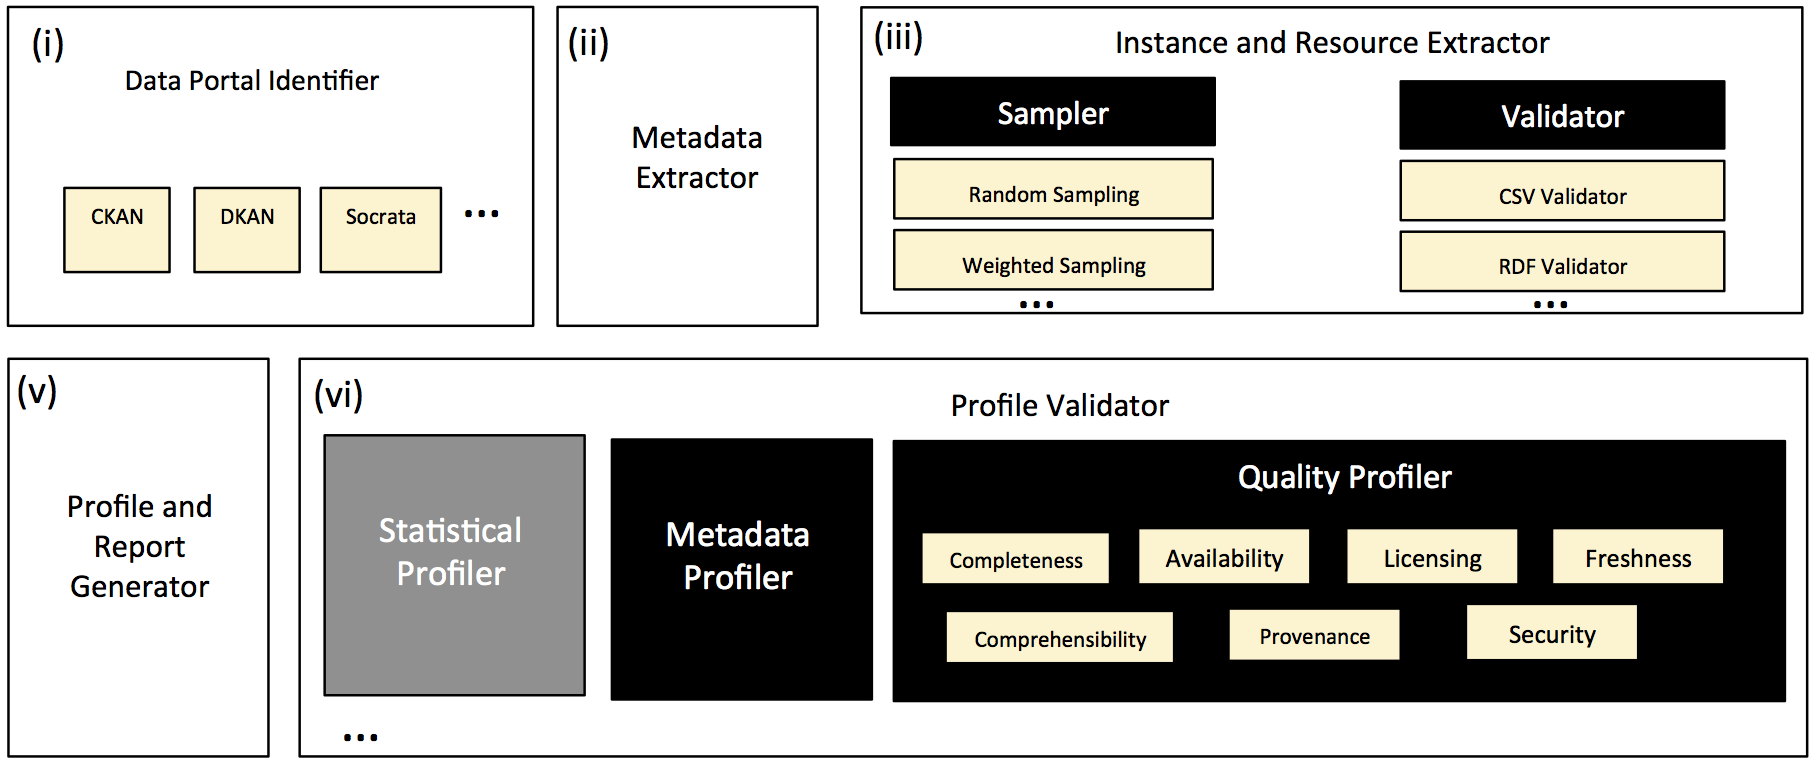 (i)
Data Portal Identifier
CKAN
DKAN
Socrata
...
(ii)
Metadata
Extractor
(iii)
Instance and Resource Extractor
Sampler
Random Sampling
Weighted Sampling
...
Validator
CSV Validator
RDF Validator
...
(v)
Profile and
Report
Generator
(vi)
Profile Validator
Statistical
Profiler
...
Metadata
Profiler
Quality Profiler
Completeness
Availability
Licensing
Freshness
Comprehensibility
Provenance
Security